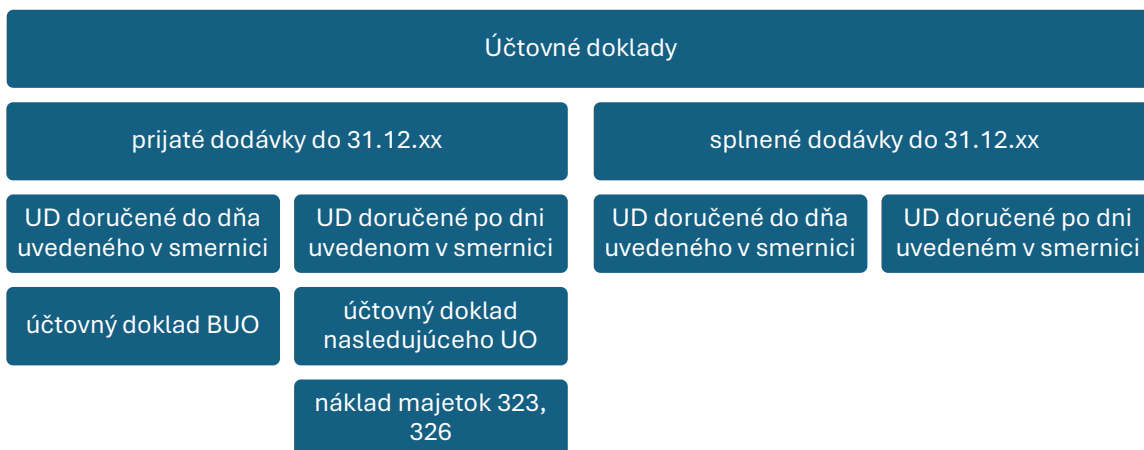 Účtovné doklady
prijaté dodávky do 31.12.xx
splnené dodávky do 31.12.xx
UD doručené do dňa
uvedeného v smernici
UD doručené po dni
uvedenom v smernici
UD doručené do dňa
uvedeného v smernici
UD doručené po dni
uvedeném v smernici
účtovný doklad BUO
účtovný doklad
nasledujúceho UO
náklad majetok 323,
326